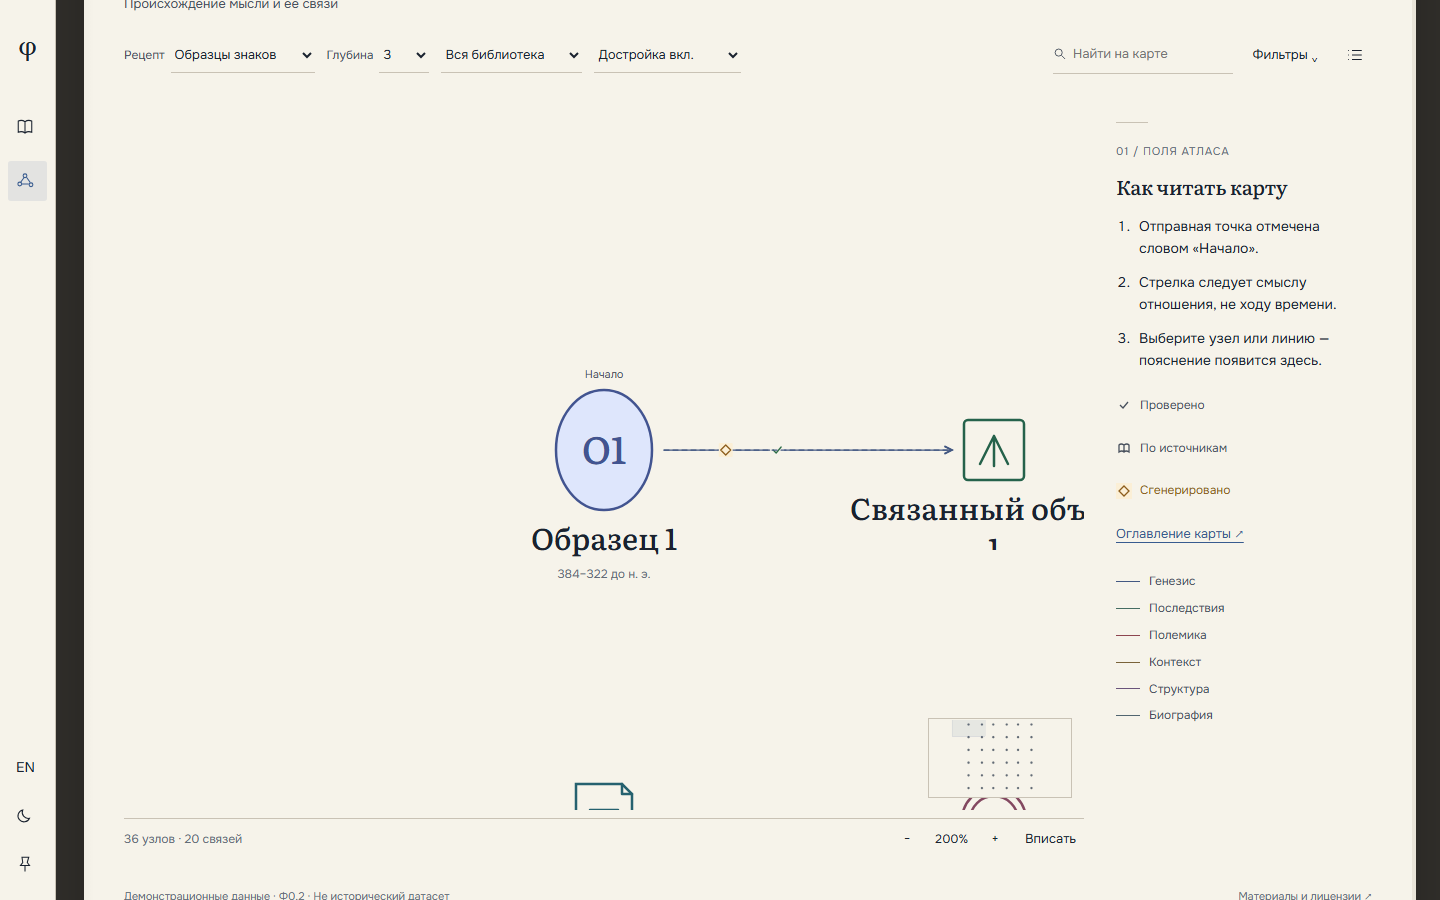 Происхождение мысли и её связи
φ
Рецепт Образцы знаков Глубина 3 Вся библиотека Достройка вкл. Найти на карте Фильтры
01 / ПОЛЯ АТЛАСА
Как читать карту
1. Отправная точка отмечена
словом «Начало».
2. Стрелка следует смыслу
отношения, не ходу времени.
3. Выберите узел или линию —
пояснение появится здесь.
Проверено
По источникам
Сгенерировано
Оглавление карты ↗
Генезис
Последствия
Полемика
Контекст
Структура
Биография
Начало
01
Образец 1
384–322 до н. э.
Связанный объ
1
EN
36 узлов · 20 связей
− 200% + Вписать
Демонстрационные данные · Ф0.2 · Не исторический датасет
Материалы и лицензии ↗